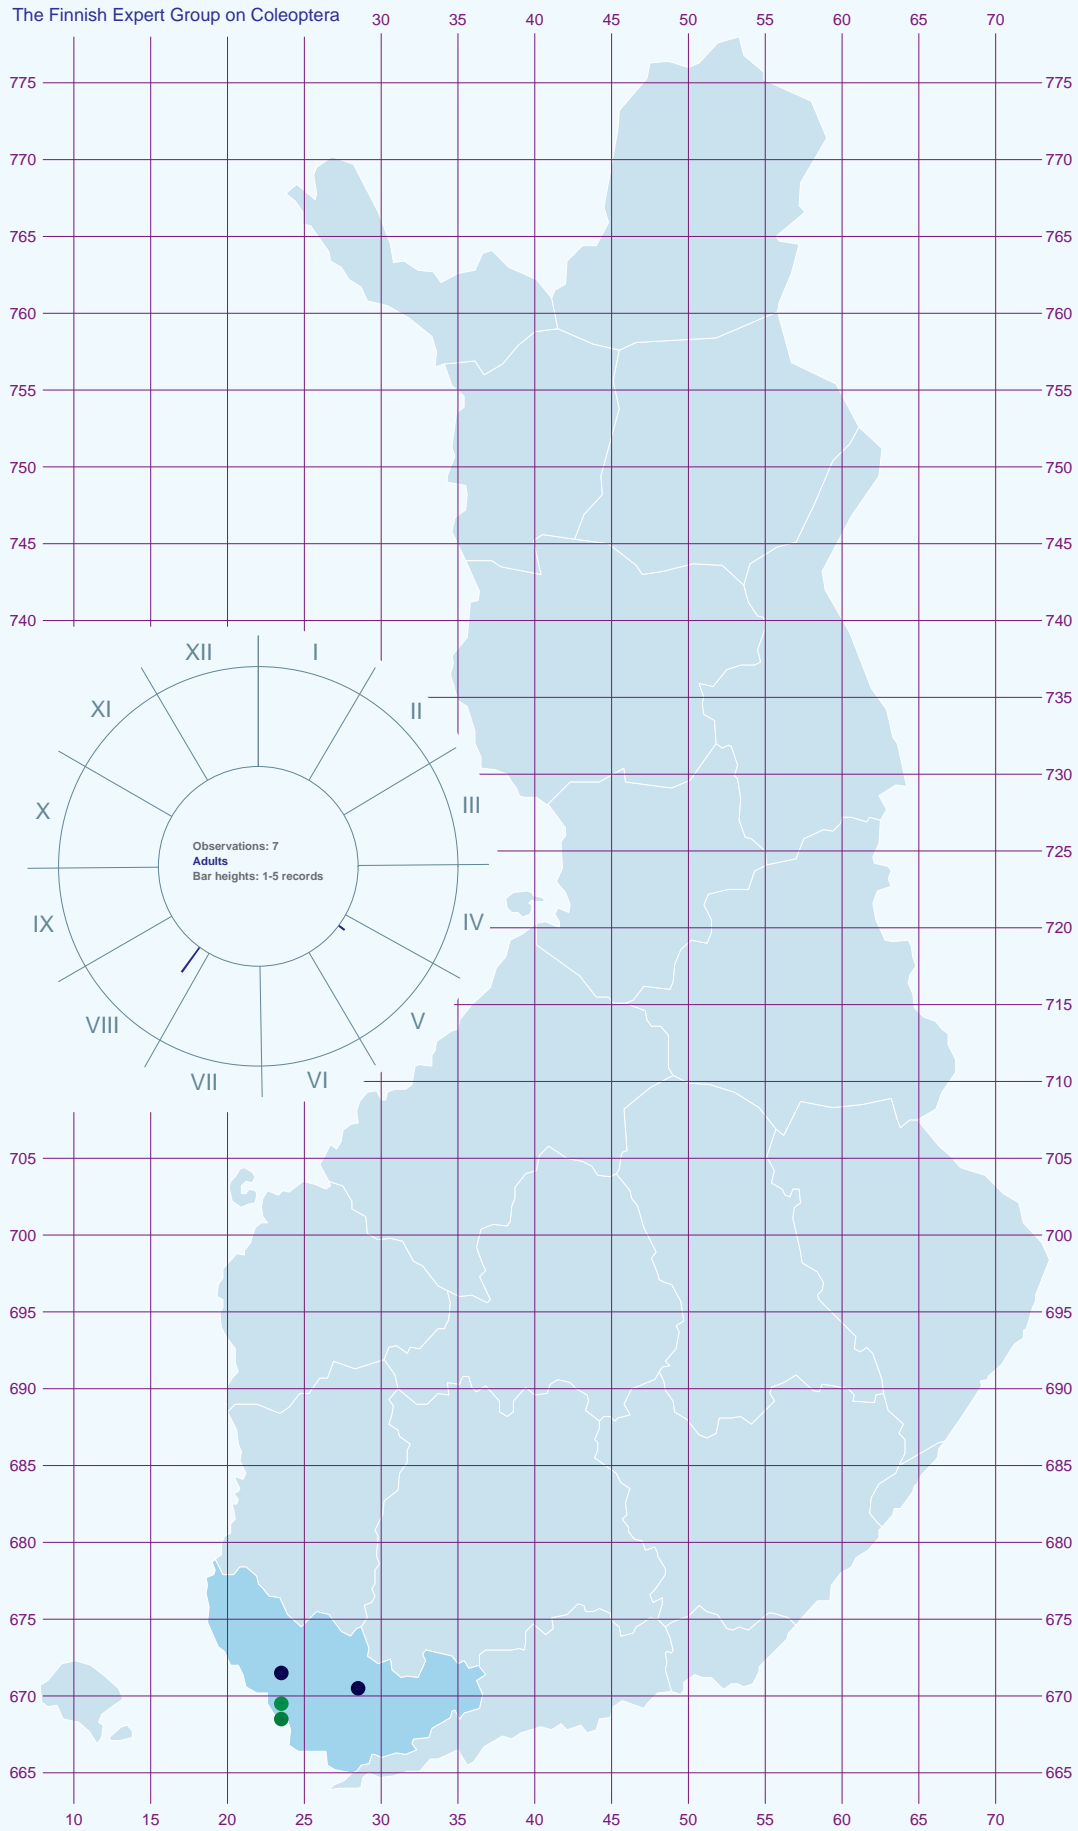 The Finnish Expert Group on Coleoptera
30 45 50 55 60 65 70
35 40
775 775
770 770
765 765
760 760
755 755
750 750
745 745
740 740
XII I
XI II
735
730
X III
725
Observations: 7
Adults
Bar heights: 1-5 records
IX IV
720
VIII V
715
VII VI
710
705 705
700 700
695 695
690 690
685 685
680 680
675 675
670 670
665 665
10 15 20 25 30 35 40 45 50 55 60 65 70